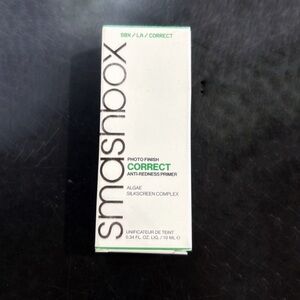 SBX / LA / CORRECT
smashbox
PHOTO FINISH
CORRECT
ANTI-REDNESS PRIMER
ALGAE
SILKSCREEN COMPLEX
UNIFICATEUR DE TEINT
0.34 FL. OZ. LIQ. / 10 ML ℮